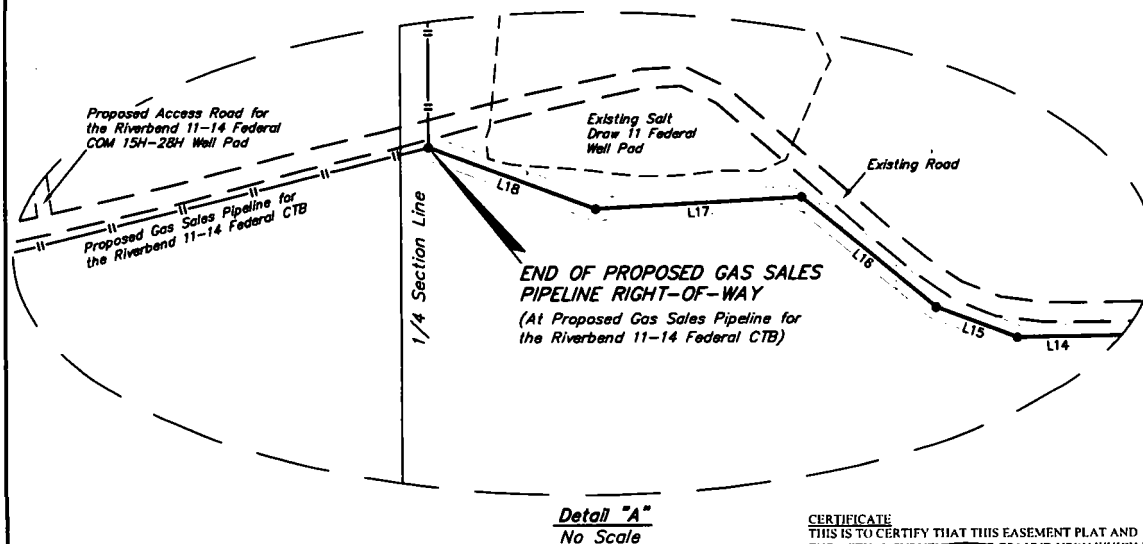 Proposed Access Road for
the Riverbend 11-14 Federal
COM 15H-28H Well Pad
Existing Salt
Draw 11 Federal
Well Pad
Existing Road
Proposed Gas Sales Pipeline for
the Riverbend 11-14 Federal CTB
L18
L17
L16
L15
L14
1/4 Section Line
END OF PROPOSED GAS SALES
PIPELINE RIGHT-OF-WAY
(At Proposed Gas Sales Pipeline for
the Riverbend 11-14 Federal CTB)
Detail "A"
No Scale
CERTIFICATE
THIS IS TO CERTIFY THAT THIS EASEMENT PLAT AND